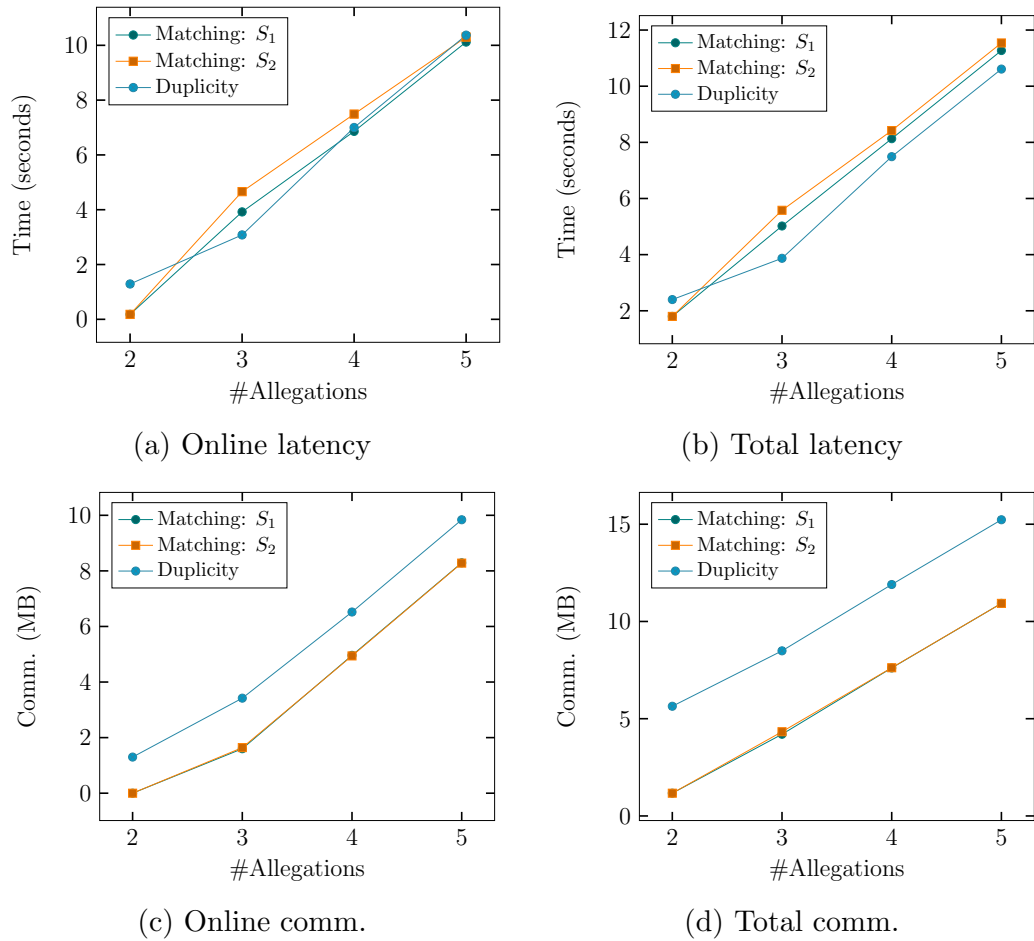 Matching: S1
Matching: S2
Duplicity
Time (seconds)
10
8
6
4
2
0
2 3 4 5
#Allegations
(a) Online latency
Matching: S1
Matching: S2
Duplicity
Time (seconds)
12
10
8
6
4
2
2 3 4 5
#Allegations
(b) Total latency
Matching: S1
Matching: S2
Duplicity
Comm. (MB)
10
8
6
4
2
0
2 3 4 5
#Allegations
(c) Online comm.
Matching: S1
Matching: S2
Duplicity
Comm. (MB)
15
10
5
0
2 3 4 5
#Allegations
(d) Total comm.